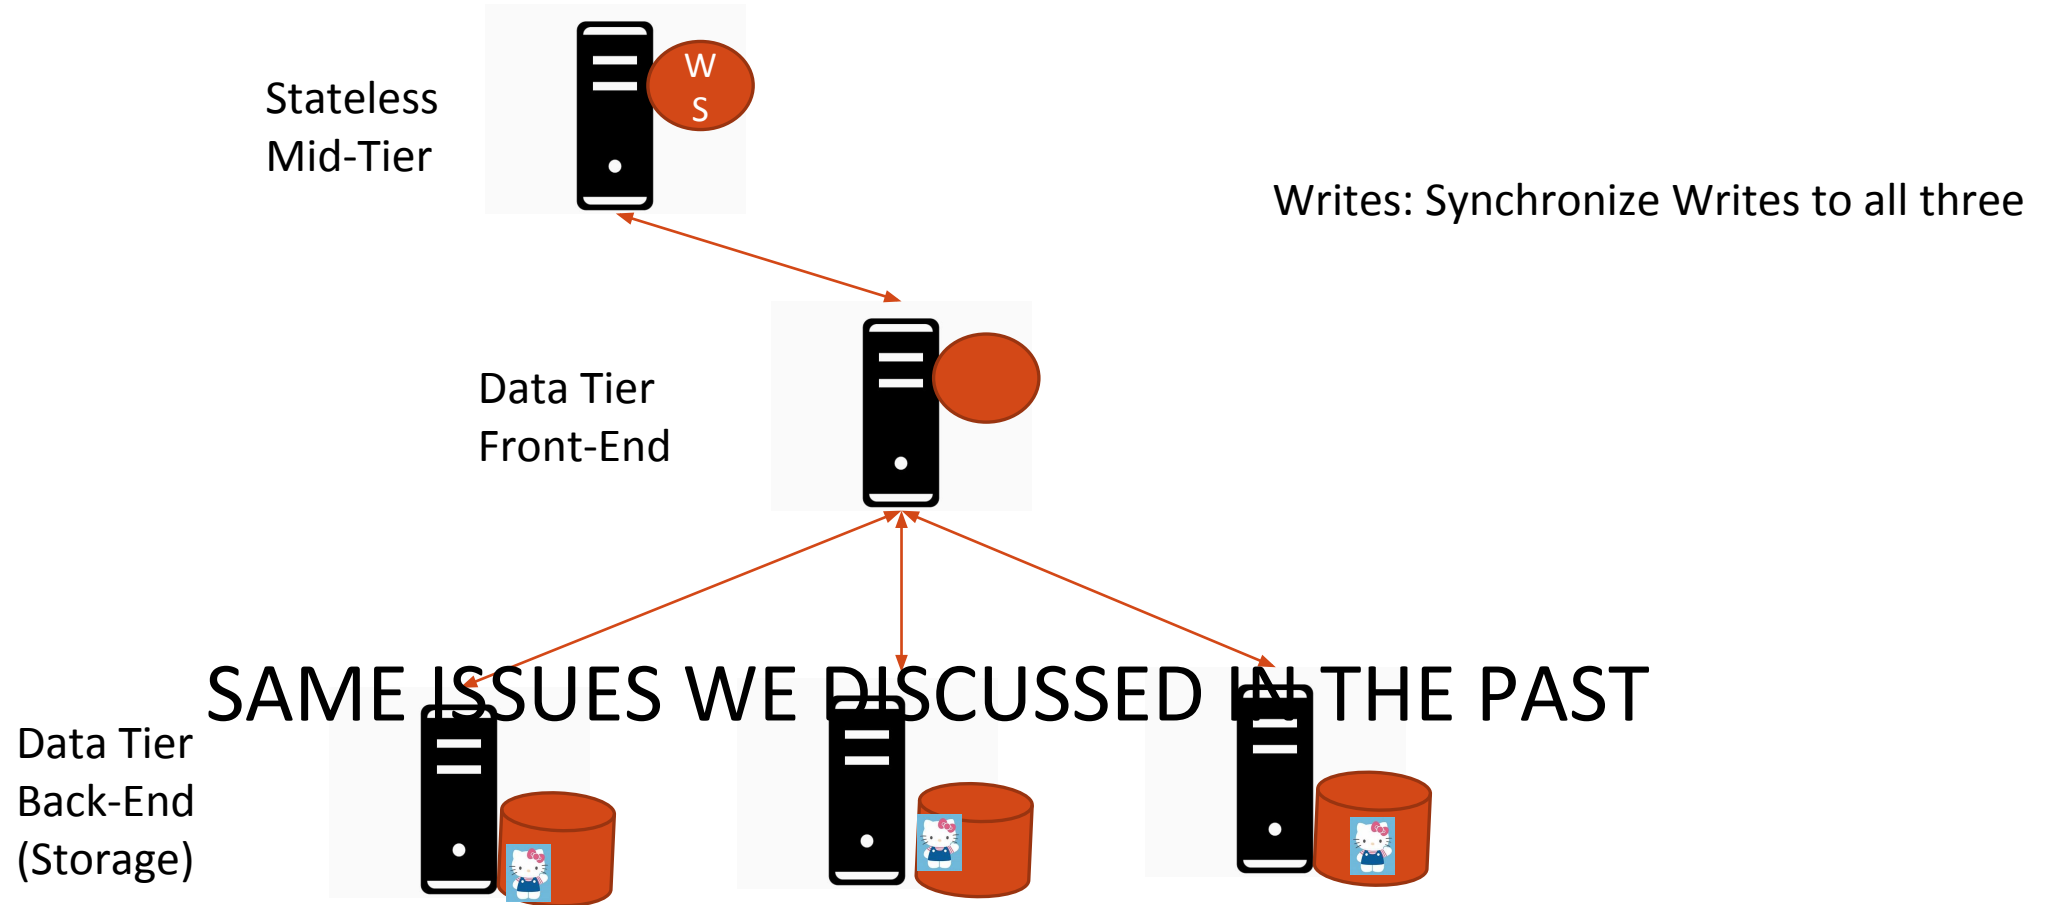 W
S
Stateless
Mid-Tier
Writes: Synchronize Writes to all three
Data Tier
Front-End
SAME ISSUES WE DISCUSSED IN THE PAST
Data Tier
Back-End
(Storage)